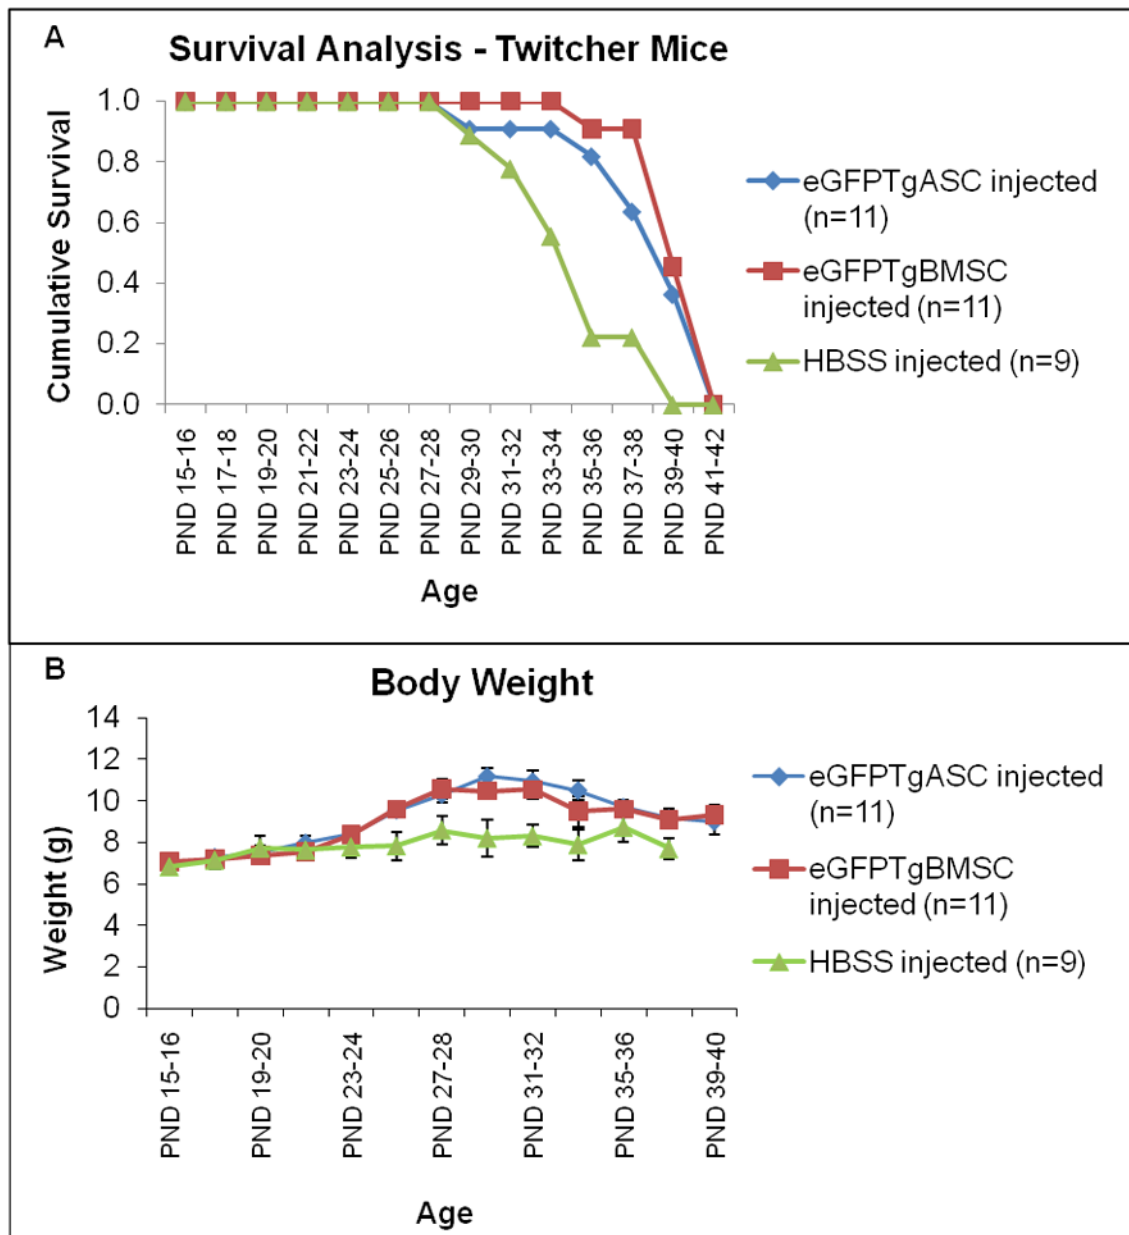 A
Survival Analysis - Twitcher Mice
Cumulative Survival
1.0
0.8
0.6
0.4
0.2
0.0
PND 15-16
PND 17-18
PND 19-20
PND 21-22
PND 23-24
PND 25-26
PND 27-28
PND 29-30
PND 31-32
PND 33-34
PND 35-36
PND 37-38
PND 39-40
PND 41-42
Age
eGFPTgASC injected
(n=11)
eGFPTgBMSC
injected (n=11)
HBSS injected (n=9)
B
Body Weight
Weight (g)
14
12
10
8
6
4
2
0
PND 15-16
PND 19-20
PND 23-24
PND 27-28
PND 31-32
PND 35-36
PND 39-40
Age
eGFPTgASC injected
(n=11)
eGFPTgBMSC
injected (n=11)
HBSS injected (n=9)